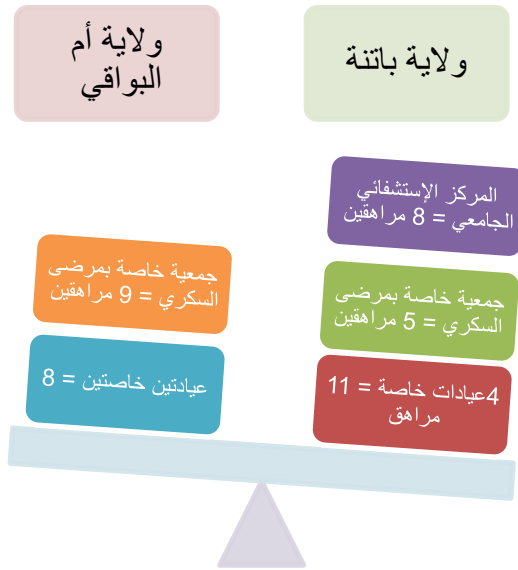 ولاية باتنة
ولاية أم
البواقي
المركز الإستشفائي
الجامعي = 8 مراهقين
جمعية خاصة بمرضى
السكري = 5 مراهقين
4عيادات خاصة = 11
مراهق
جمعية خاصة بمرضى
السكري = 9 مراهقين
عيادتين خاصتين = 8